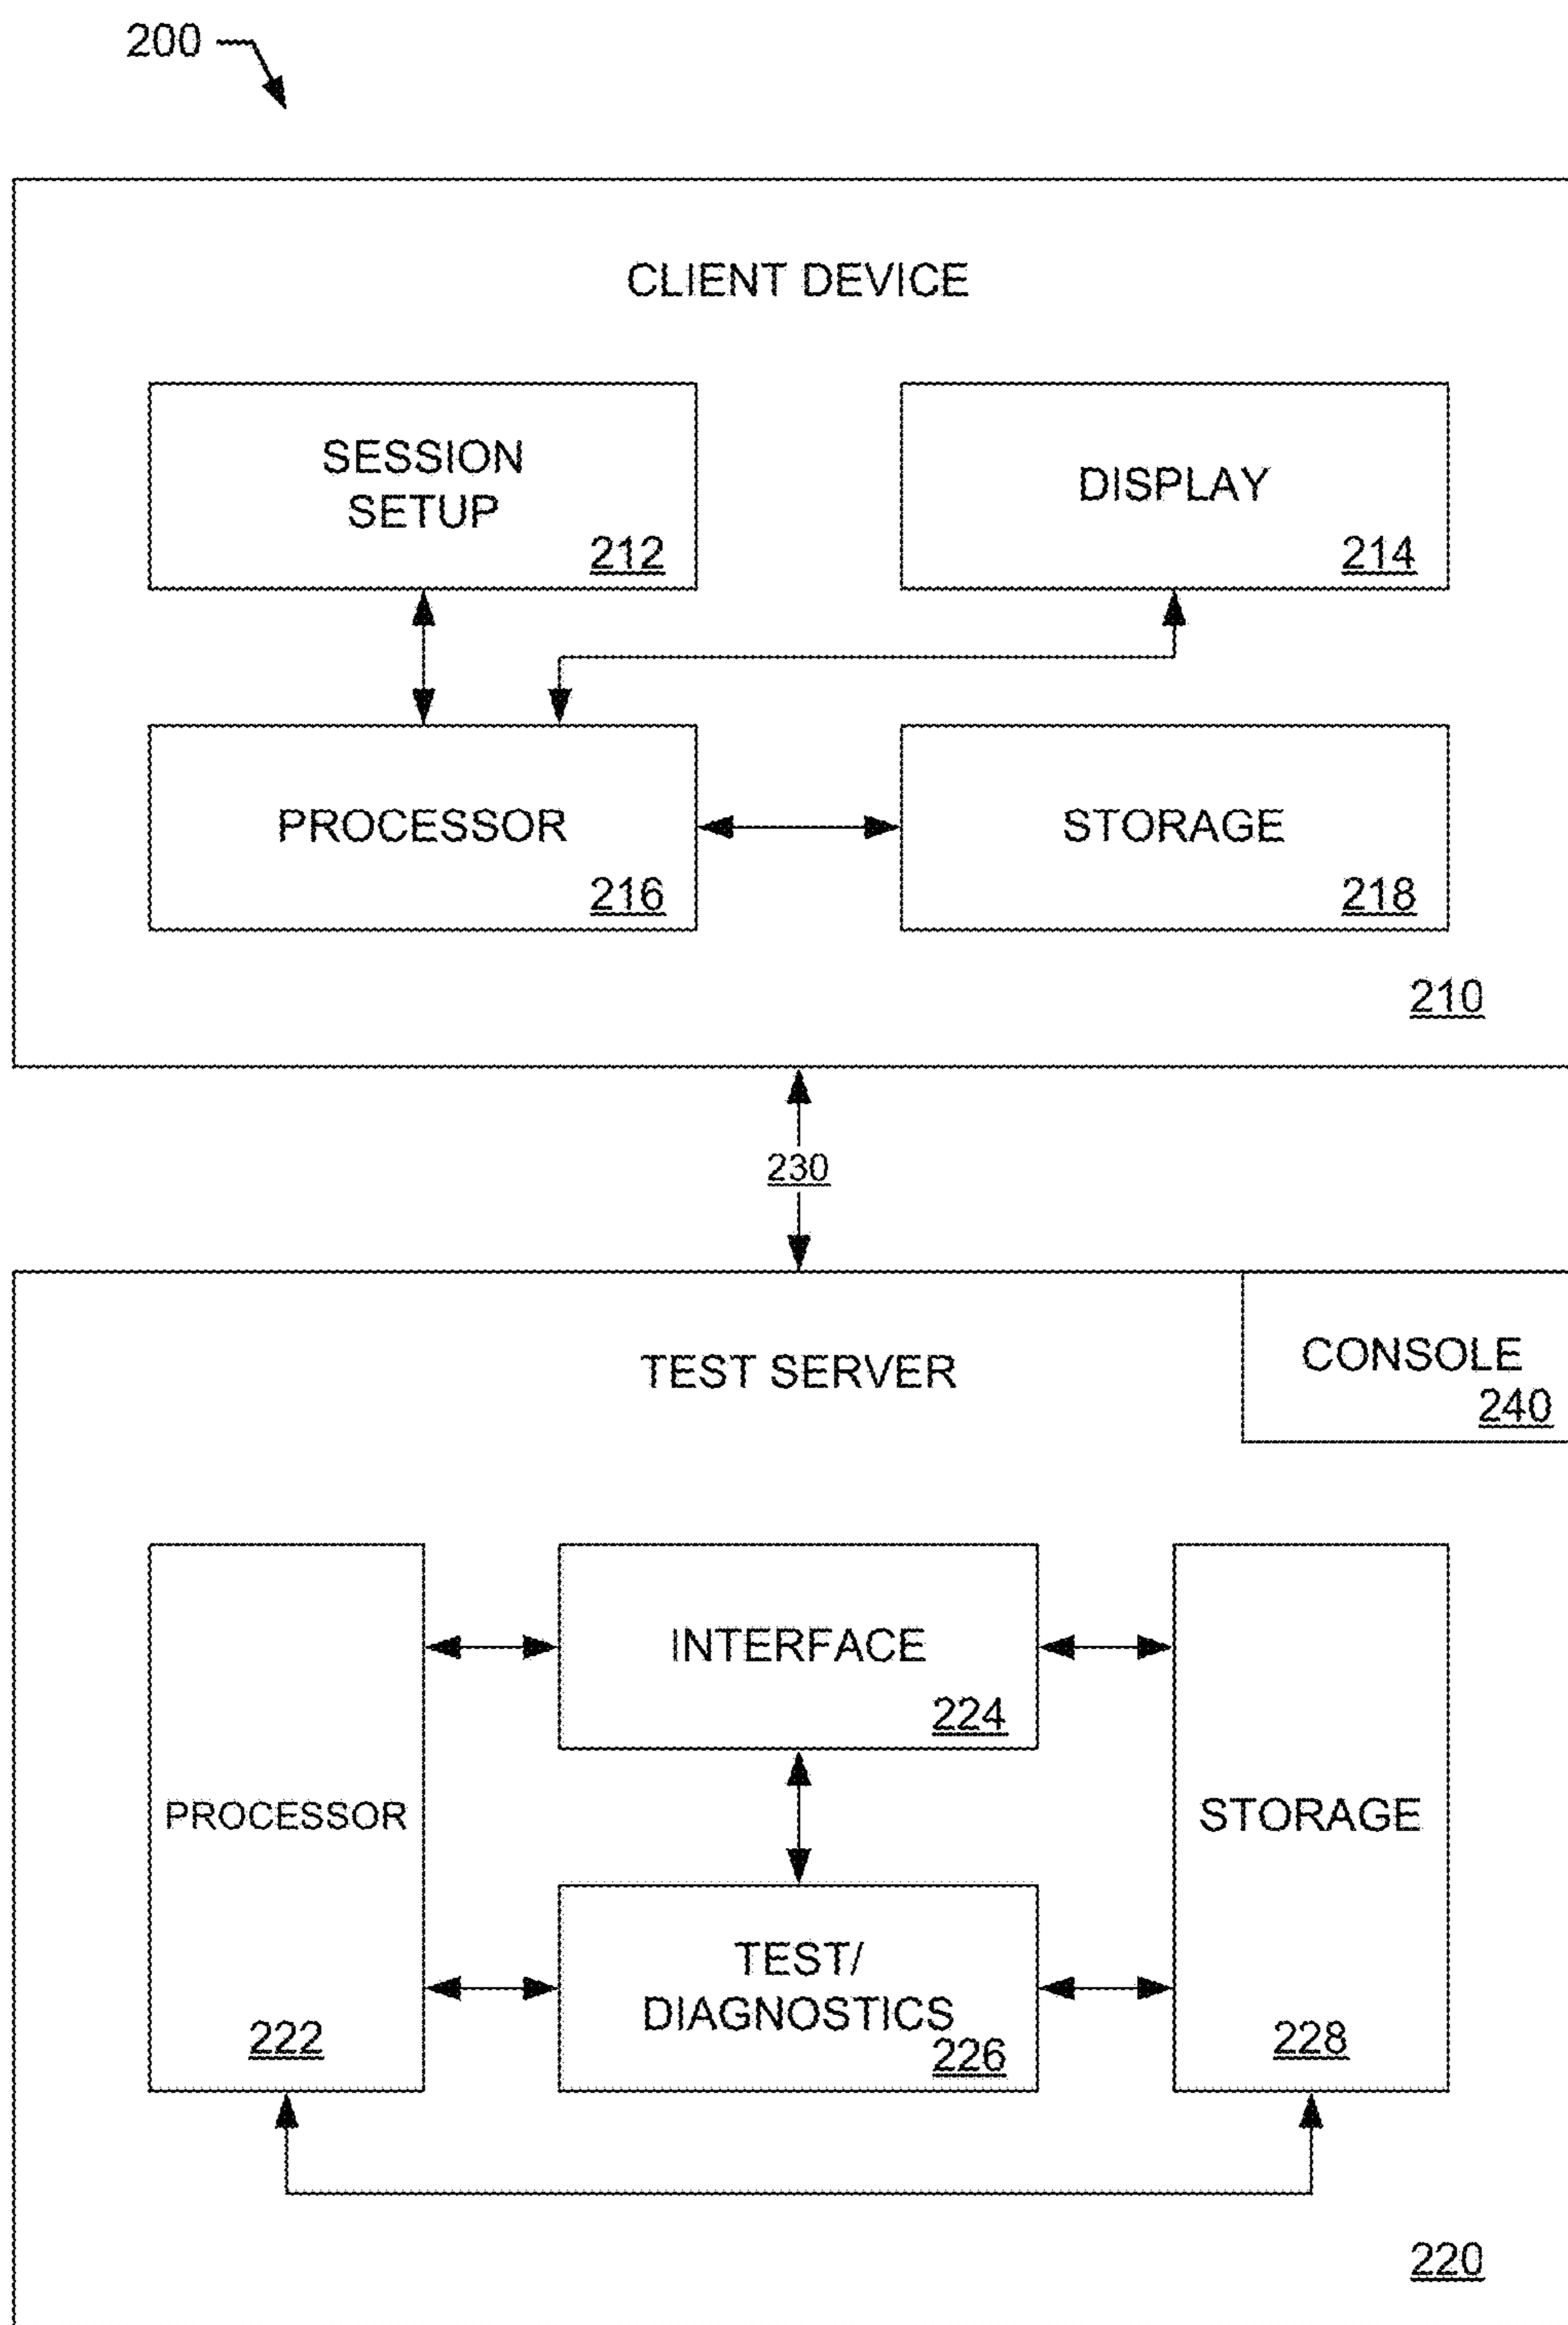 200
CLIENT DEVICE
SESSION
SETUP
212
DISPLAY
214
PROCESSOR
216
STORAGE
218
210
230
TEST SERVER
CONSOLE
240
PROCESSOR
222
INTERFACE
224
TEST/
DIAGNOSTICS
226
STORAGE
228
220